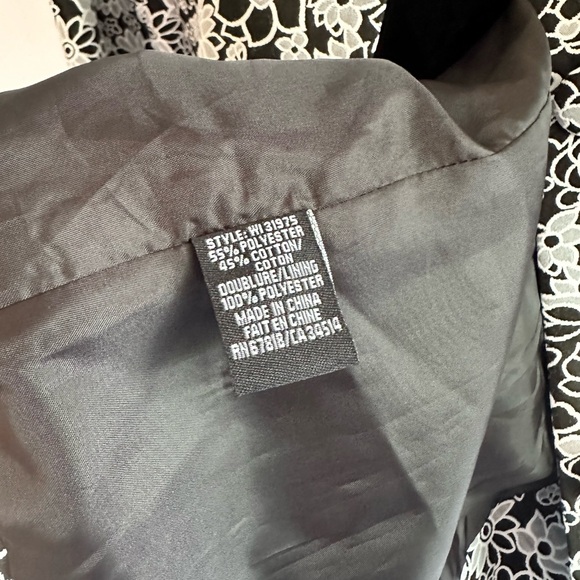 STYLE: WI 31975
55% POLYESTER
45% COTTON/
COTON
DOUBLURE/LINING
100% POLYESTER
MADE IN CHINA
FAIT EN CHINE
RN67818/CA34514